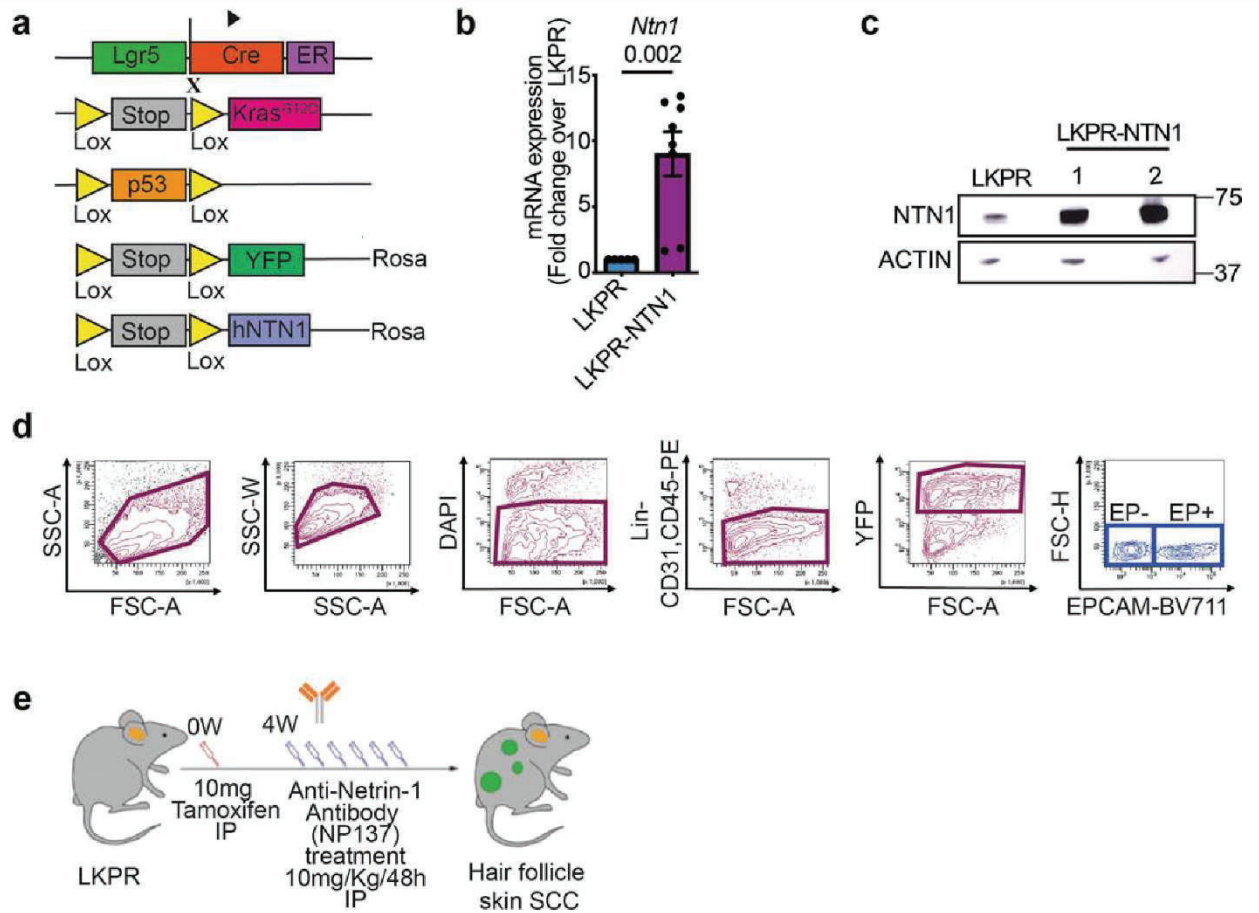 a
Lgr5 Cre ER
X
Stop Kras^G12D
Lox Lox
p53
Lox Lox
Stop YFP Rosa
Lox Lox
Stop hNTN1 Rosa
Lox Lox
b
Ntn1
0.002
mRNA expression
(Fold change over LKPR)
15
10
5
0
LKPR
LKPR-NTN1
c
LKPR-NTN1
LKPR 1 2
NTN1
ACTIN
75
37
d
SSC-A
FSC-A
SSC-W
SSC-A
DAPI
FSC-A
Lin-
CD31,CD45-PE
FSC-A
YFP
FSC-A
FSC-H
EP- EP+
EPCAM-BV711
e
0W
4W
10mg
Tamoxifen
IP
Anti-Netrin-1
Antibody
(NP137)
treatment
10mg/Kg/48h
IP
LKPR
Hair follicle
skin SCC